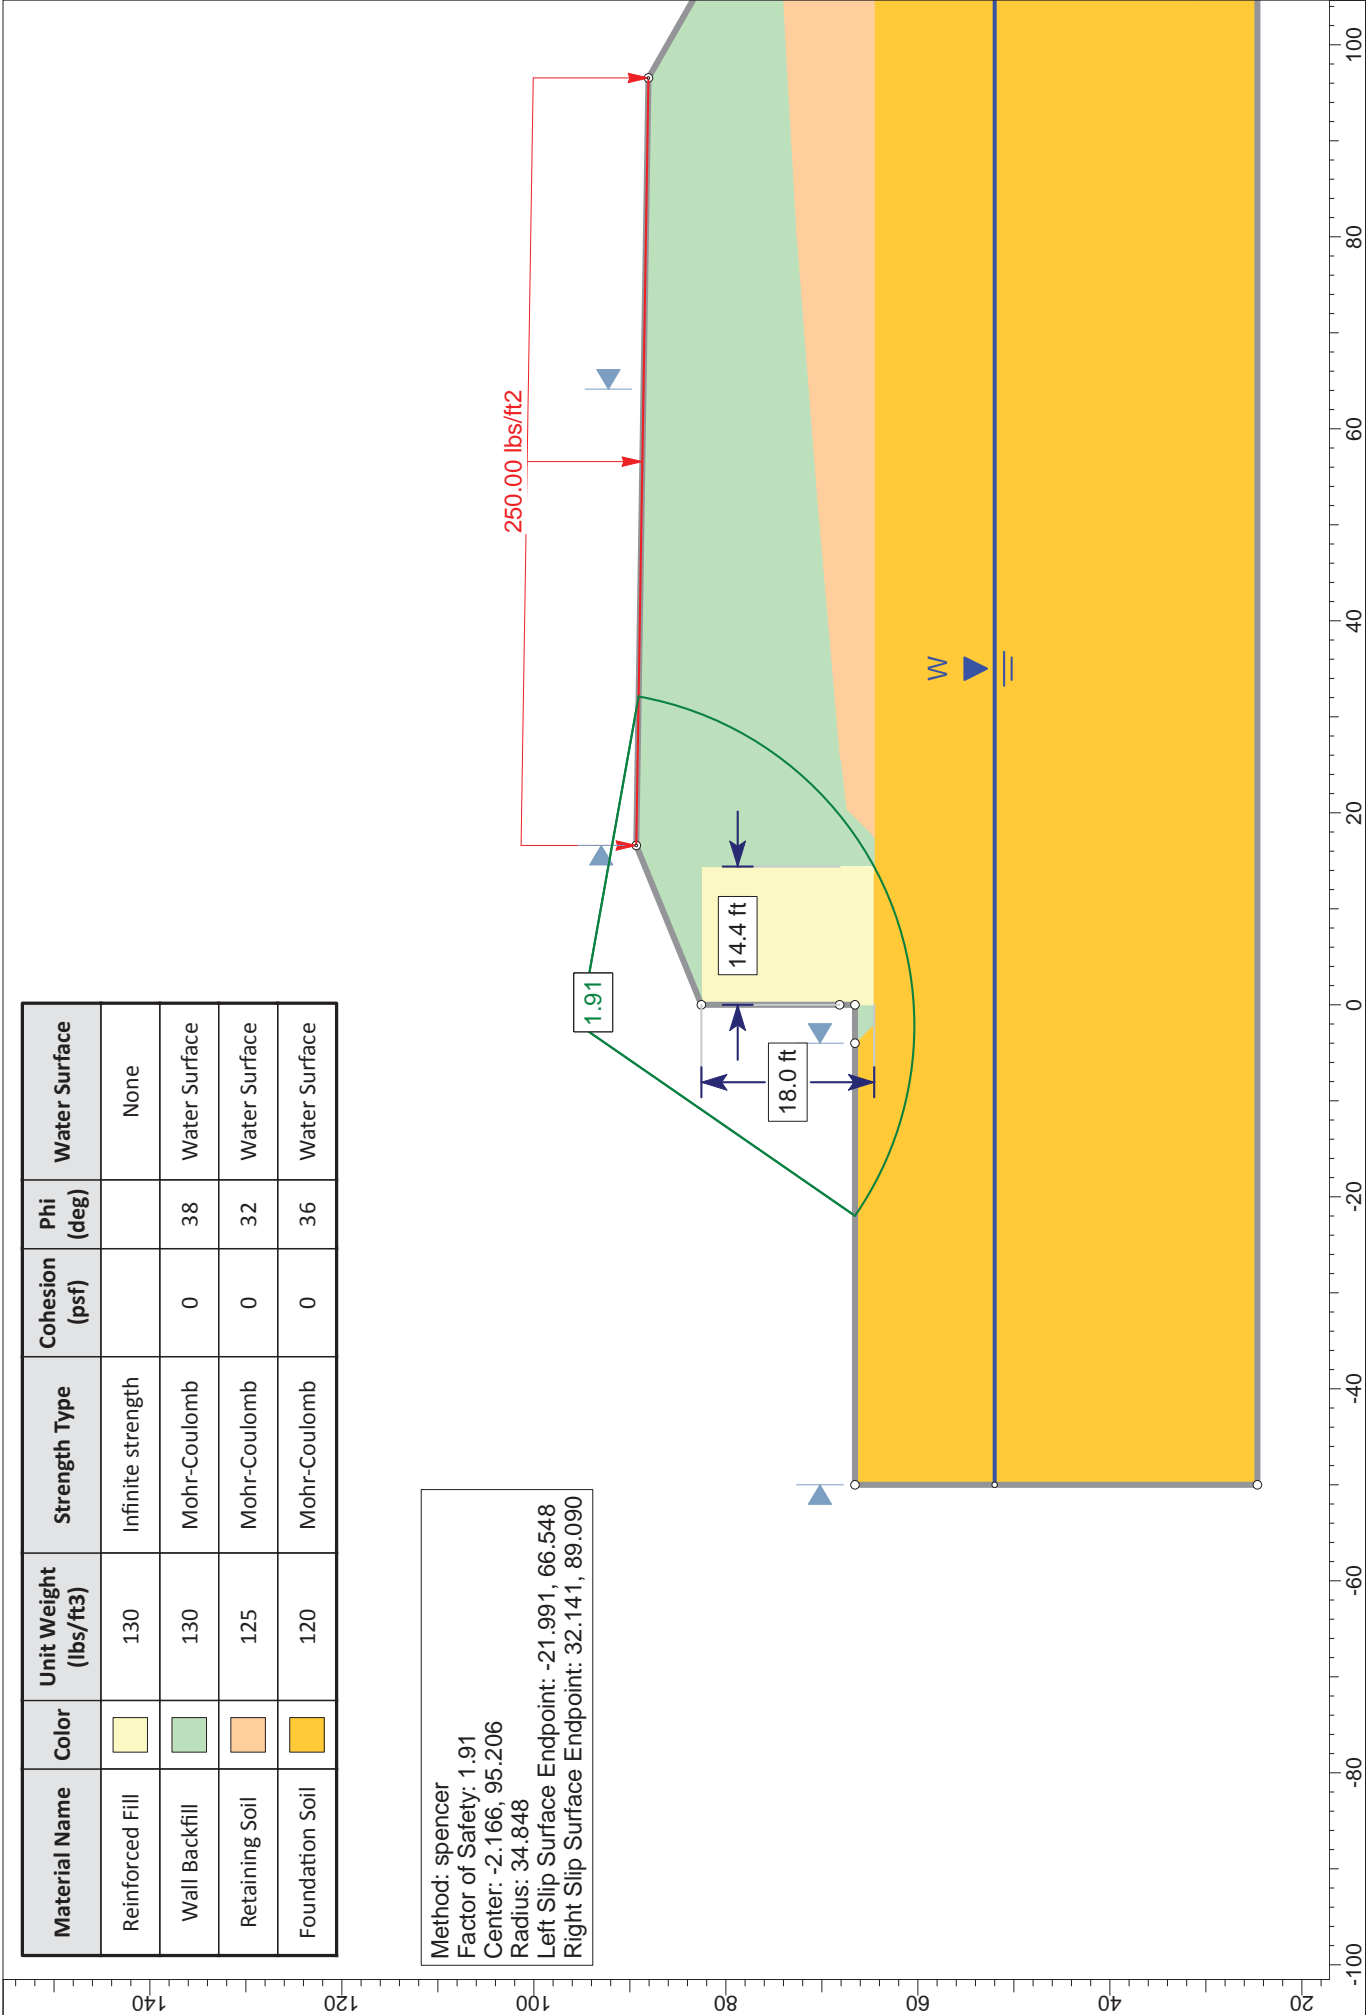 Material Name Color Unit Weight (lbs/ft3) Strength Type Cohesion (psf) Phi (deg) Water Surface
Reinforced Fill 130 Infinite strength None
Wall Backfill 130 Mohr-Coulomb 0 38 Water Surface
Retaining Soil 125 Mohr-Coulomb 0 32 Water Surface
Foundation Soil 120 Mohr-Coulomb 0 36 Water Surface
Method: spencer
Factor of Safety: 1.91
Center: -2.166, 95.206
Radius: 34.848
Left Slip Surface Endpoint: -21.991, 66.548
Right Slip Surface Endpoint: 32.141, 89.090
250.00 lbs/ft2
1.91
14.4 ft
18.0 ft
W
140
120
100
80
60
40
20
-100 -80 -60 -40 -20 0 20 40 60 80 100